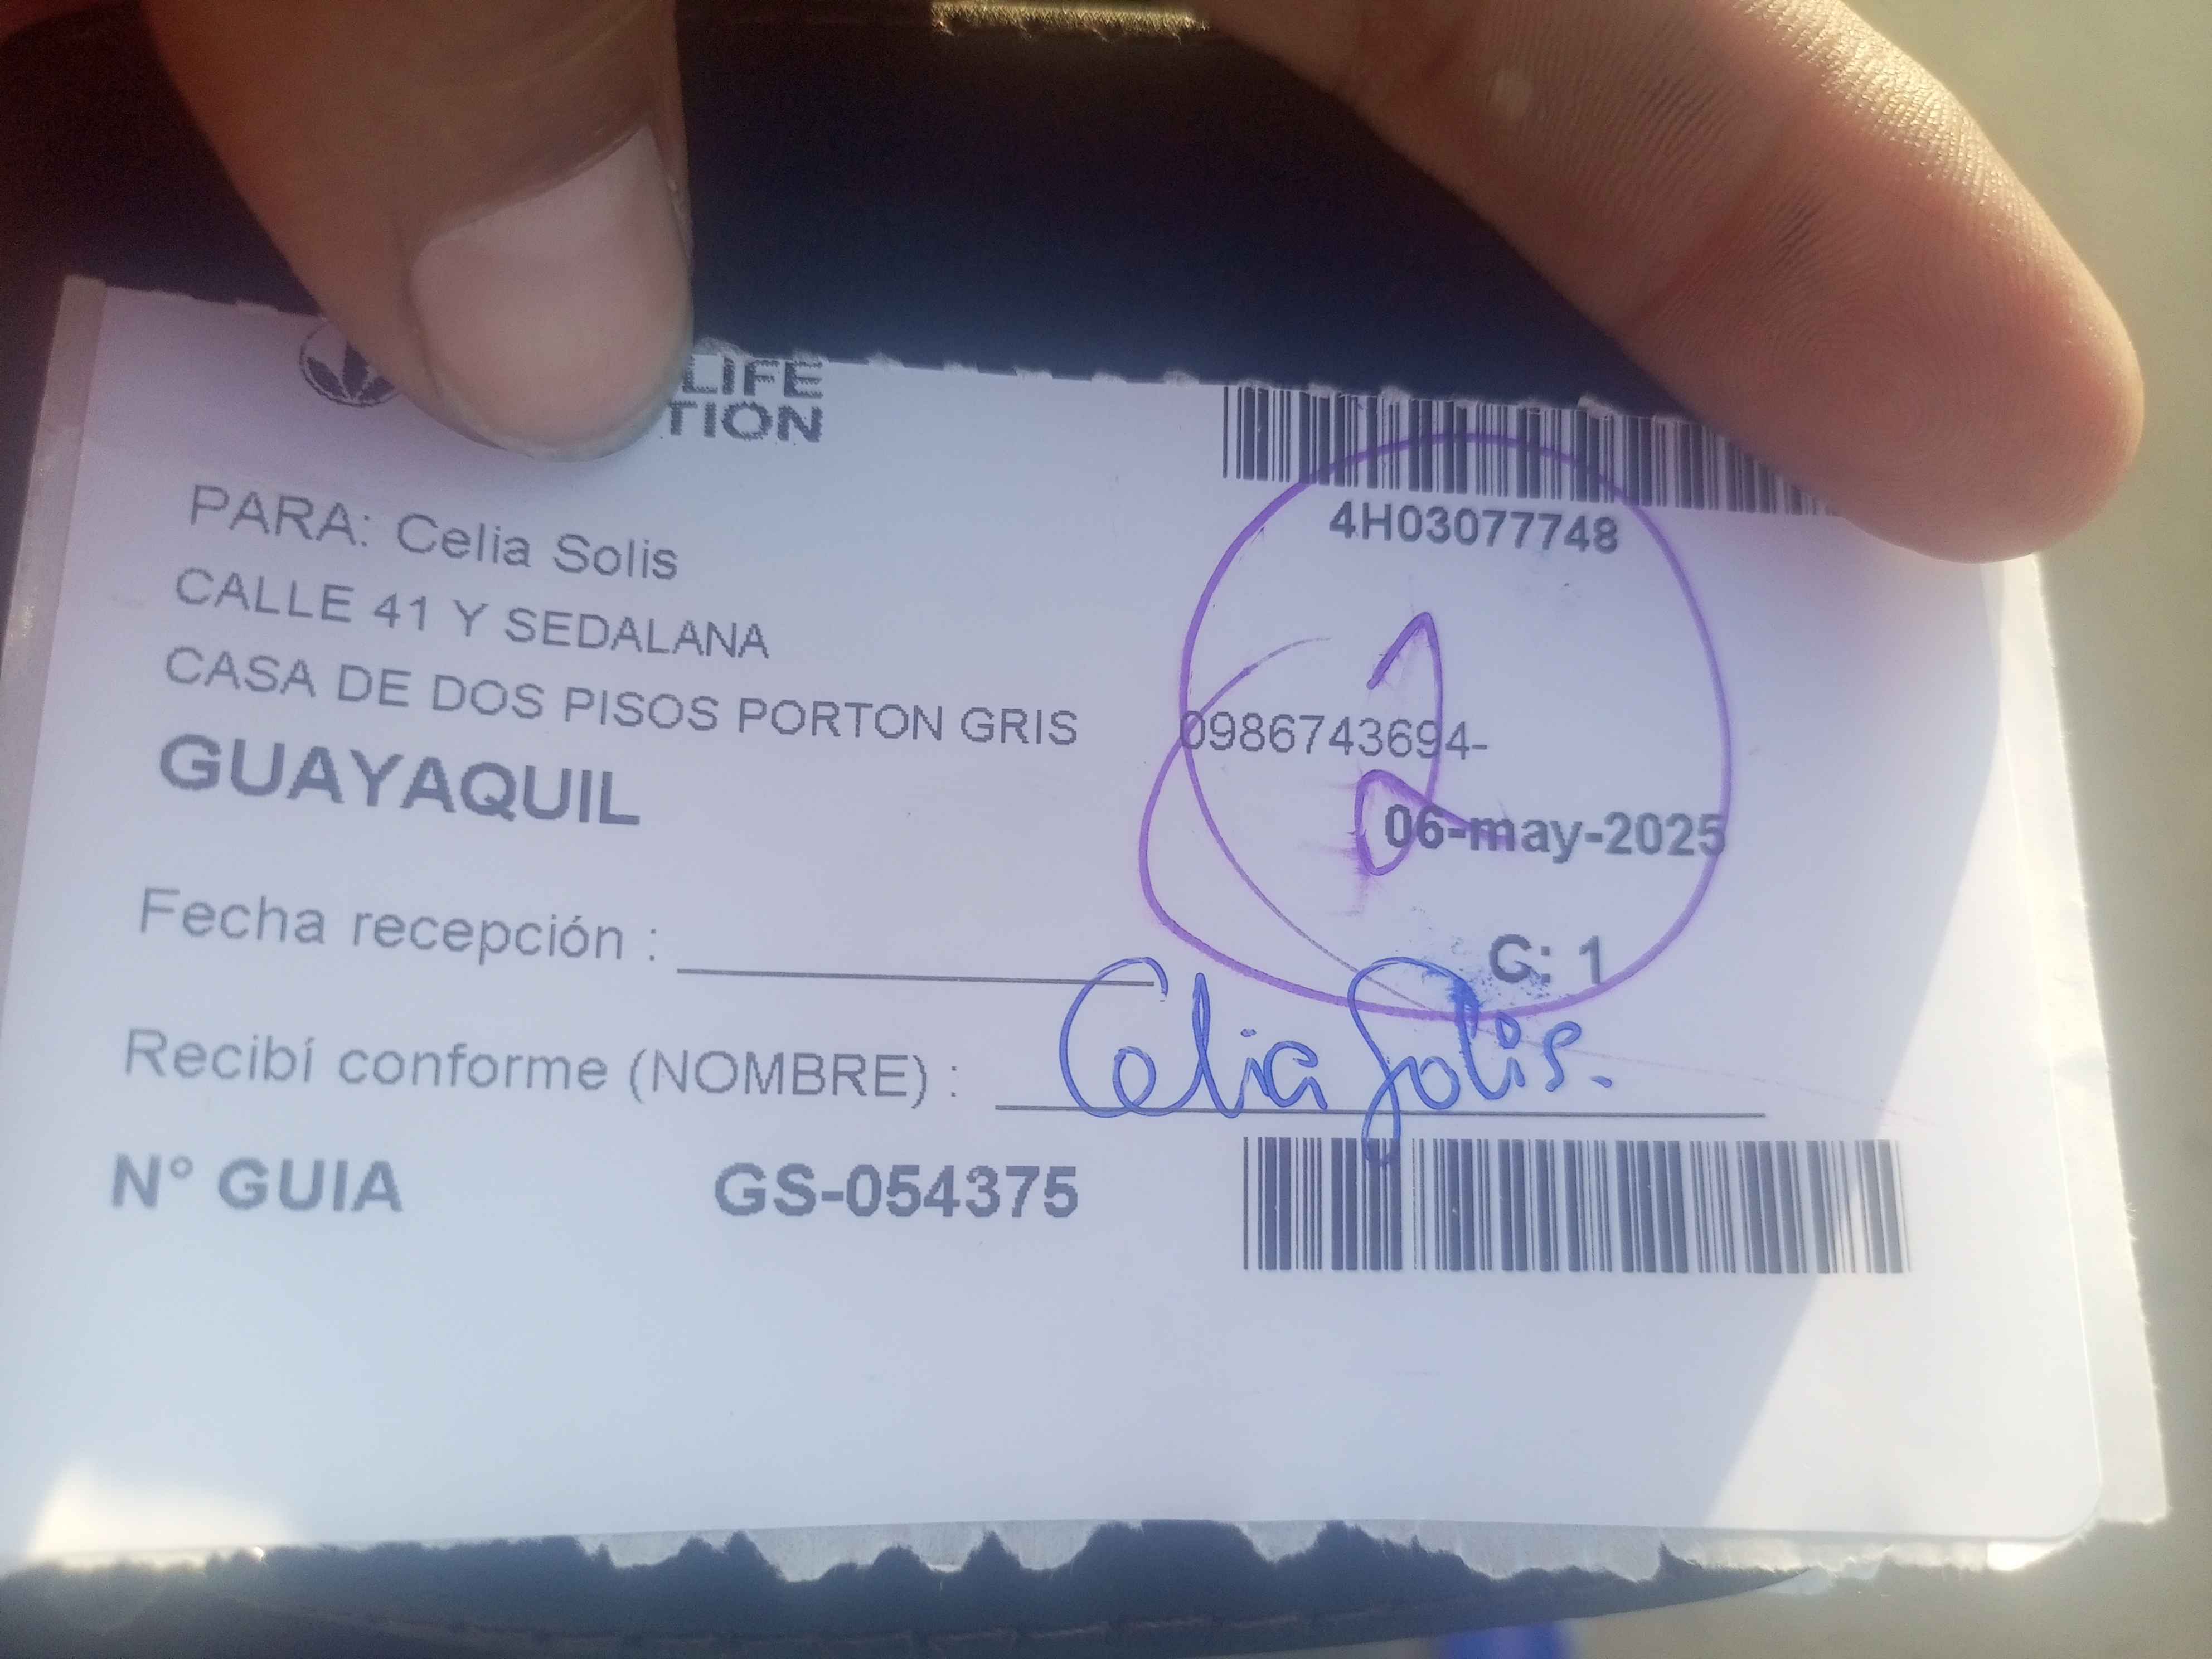 LIFE
TION
4H03077748
PARA: Celia Solis
CALLE 41 Y SEDALANA
CASA DE DOS PISOS PORTON GRIS
0986743694-
GUAYAQUIL
06-may-2025
G: 1
Fecha recepción :
Recibí conforme (NOMBRE) : Celia Solis.
N° GUIA GS-054375